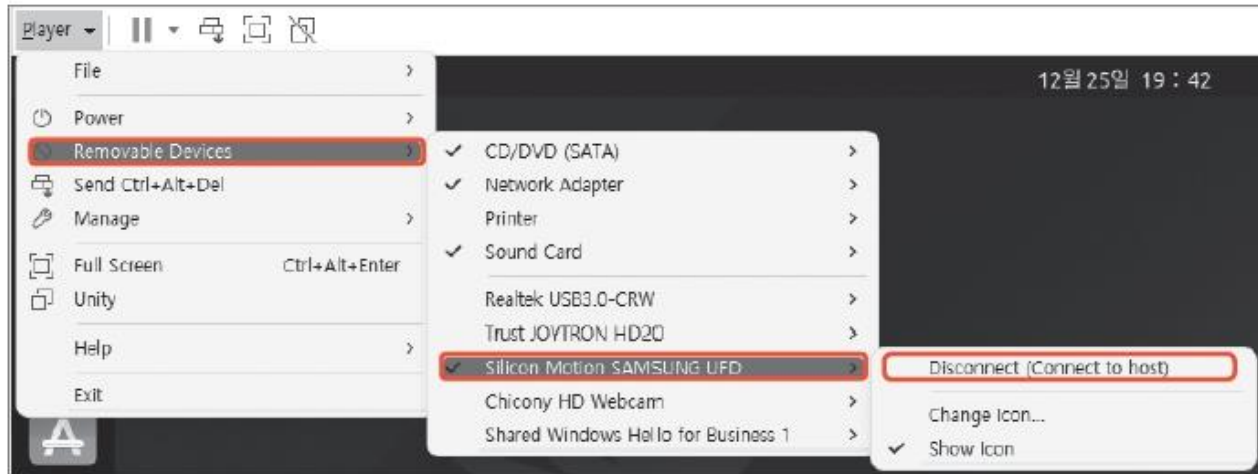 Player
File
12월 25일 19 : 42
Power
Removable Devices
CD/DVD (SATA)
Send Ctrl+Alt+Del
Network Adapter
Manage
Printer
Sound Card
Full Screen Ctrl+Alt+Enter
Unity
Realtek USB3.0-CRW
Trust JOYTRON HD20
Help
Silicon Motion SAMSUNG UFD
Disconnect (Connect to host)
Exit
Chicony HD Webcam
Change Icon...
Shared Windows Hello for Business 1
Show Icon